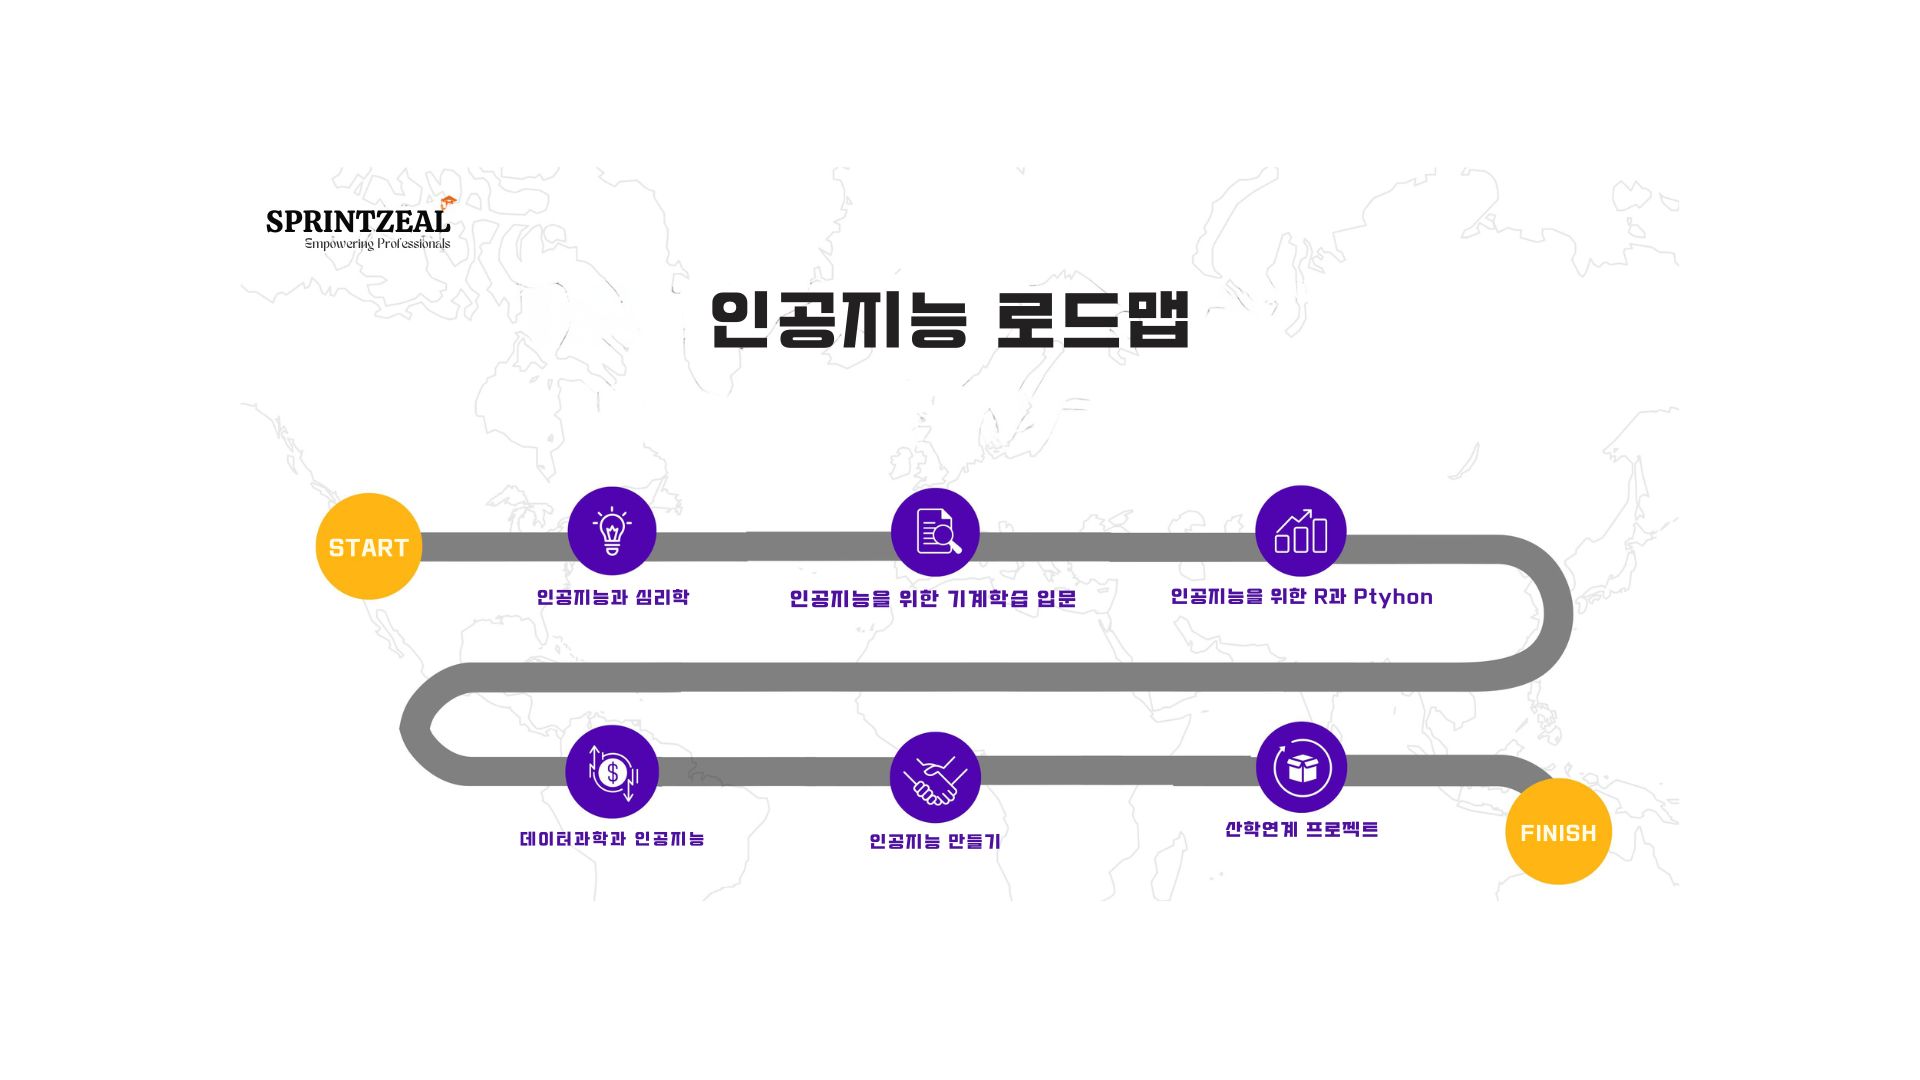 SPRINTZEAL
Empowering Professionals
인공지능 로드맵
START
인공지능과 심리학
인공지능을 위한 기계학습 입문
인공지능을 위한 R과 Ptyhon
데이터과학과 인공지능
$
인공지능 만들기
산학연계 프로젝트
FINISH